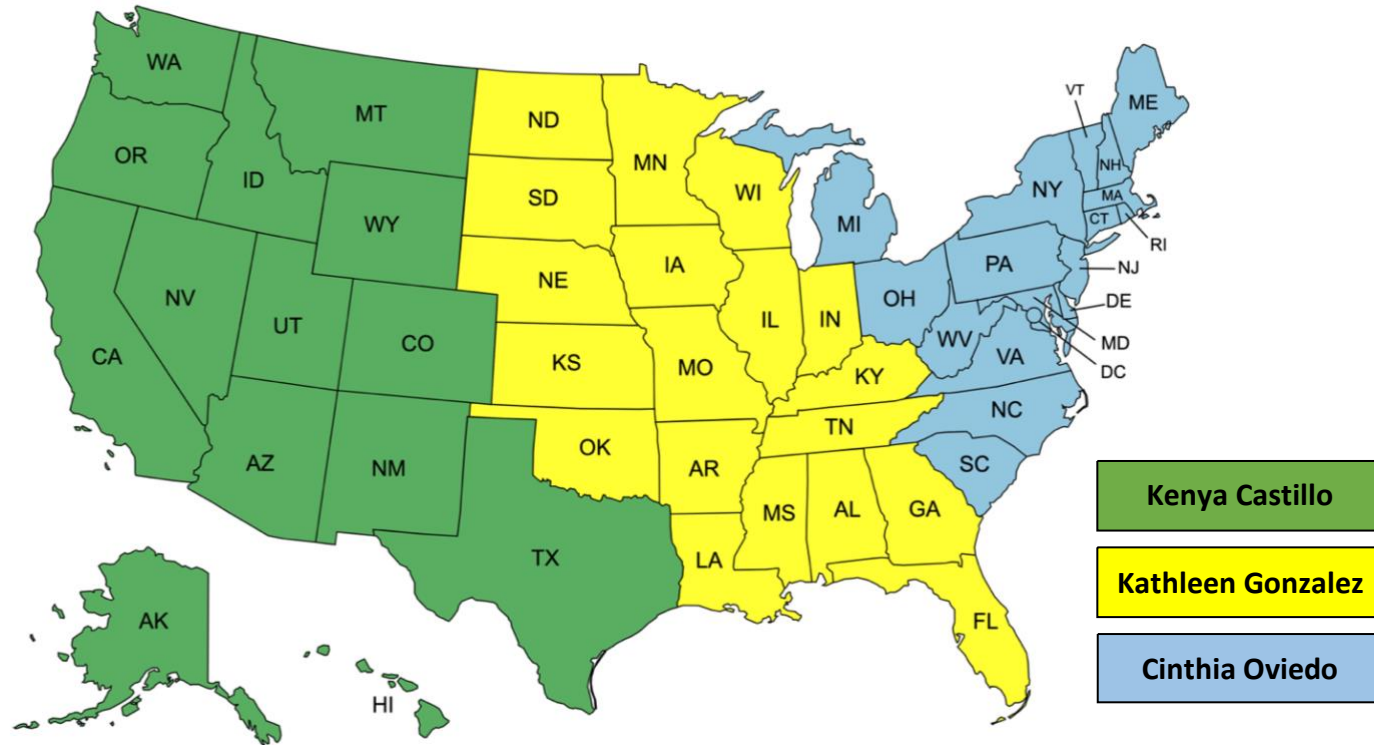 WA
MT
ND
MN
VT
ME
OR
ID
SD
WI
NY
NH
MA
WY
MI
CT
RI
NE
IA
PA
NJ
NV
UT
CO
IL
IN
OH
DE
CA
KS
MO
WV
VA
MD
KY
DC
NC
TN
AZ
NM
OK
AR
SC
MS
AL
GA
TX
LA
AK
FL
HI
Kenya Castillo
Kathleen Gonzalez
Cinthia Oviedo